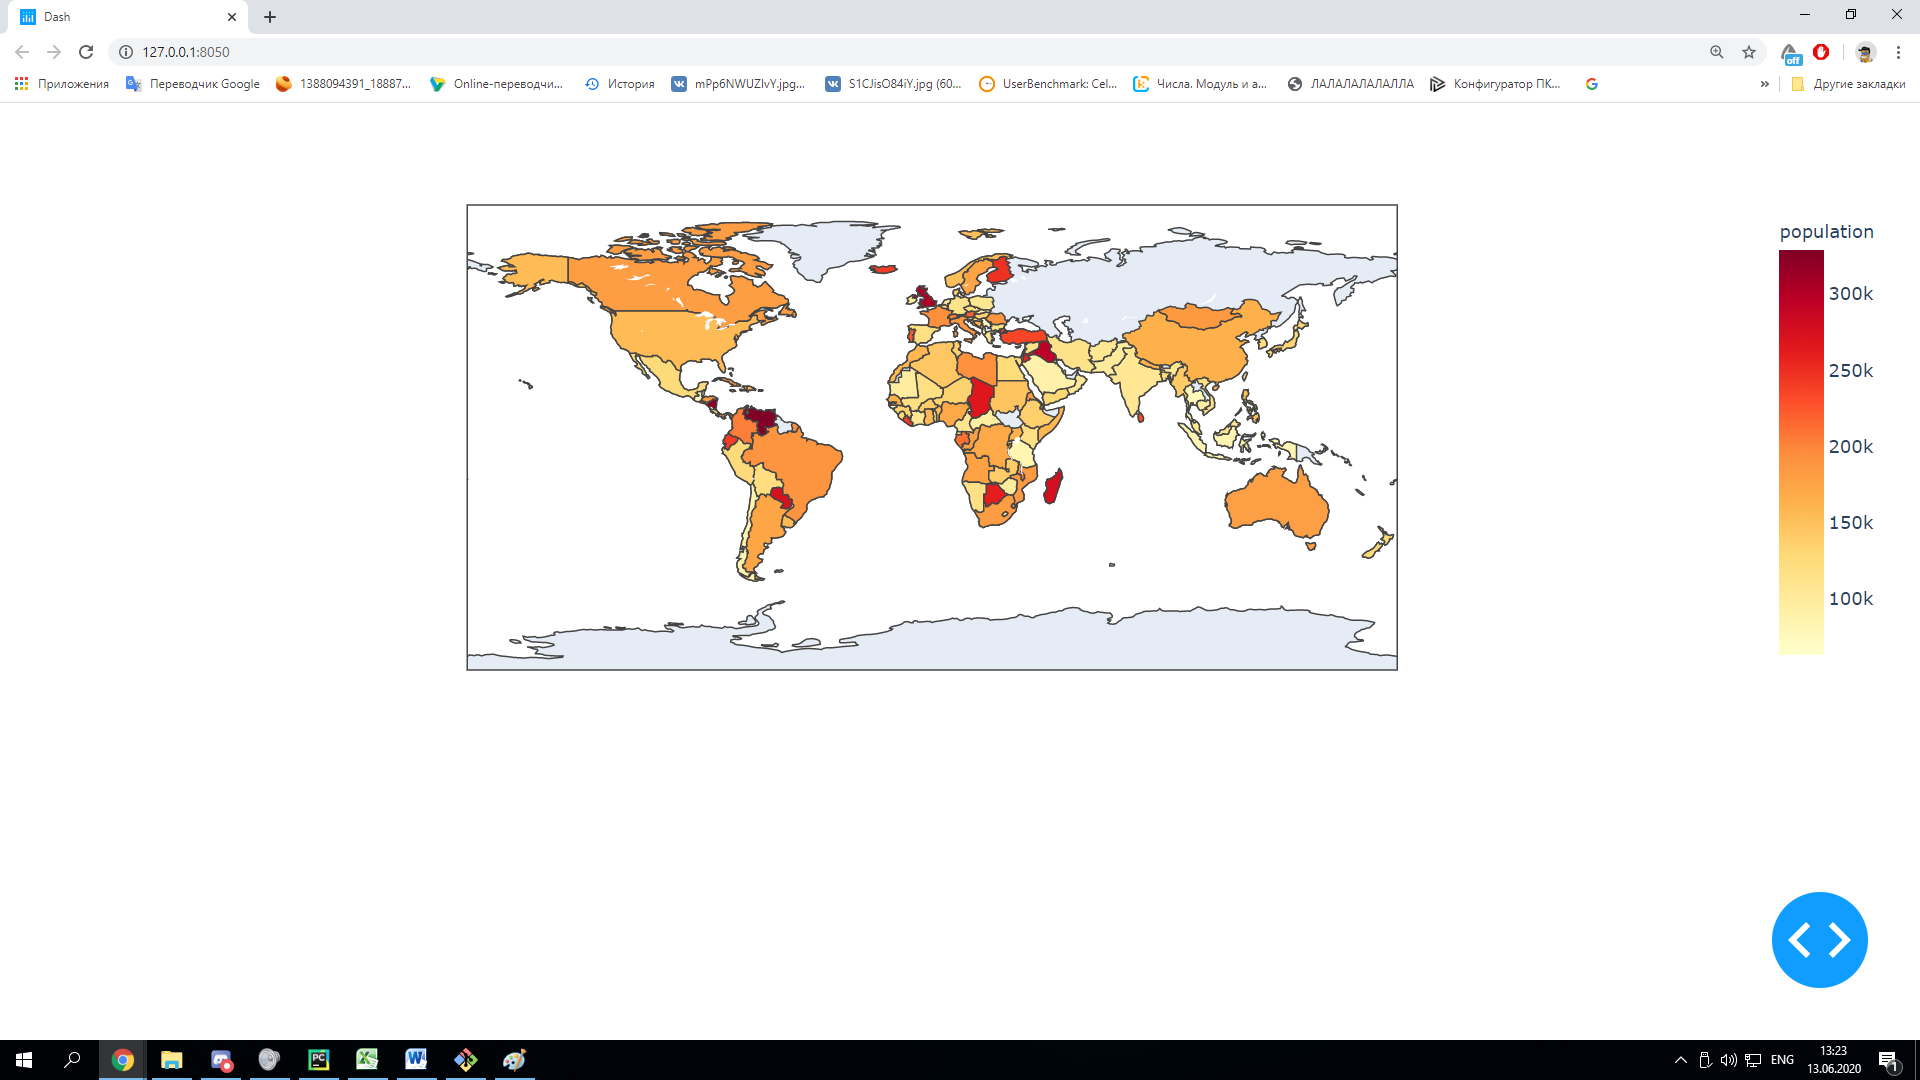 Dash
127.0.0.1:8050
off
Приложения
Переводчик Google
1388094391_18887...
Online-переводчи...
История
mPp6NWUZlvY.jpg...
S1CJisO84iY.jpg (60...
UserBenchmark: Cel...
Числа. Модуль и а...
ЛАЛАЛАЛАЛАЛЛА
Конфигуратор ПК...
»
Другие закладки
population
300k
250k
200k
150k
100k
ENG
13:23
13.06.2020
1